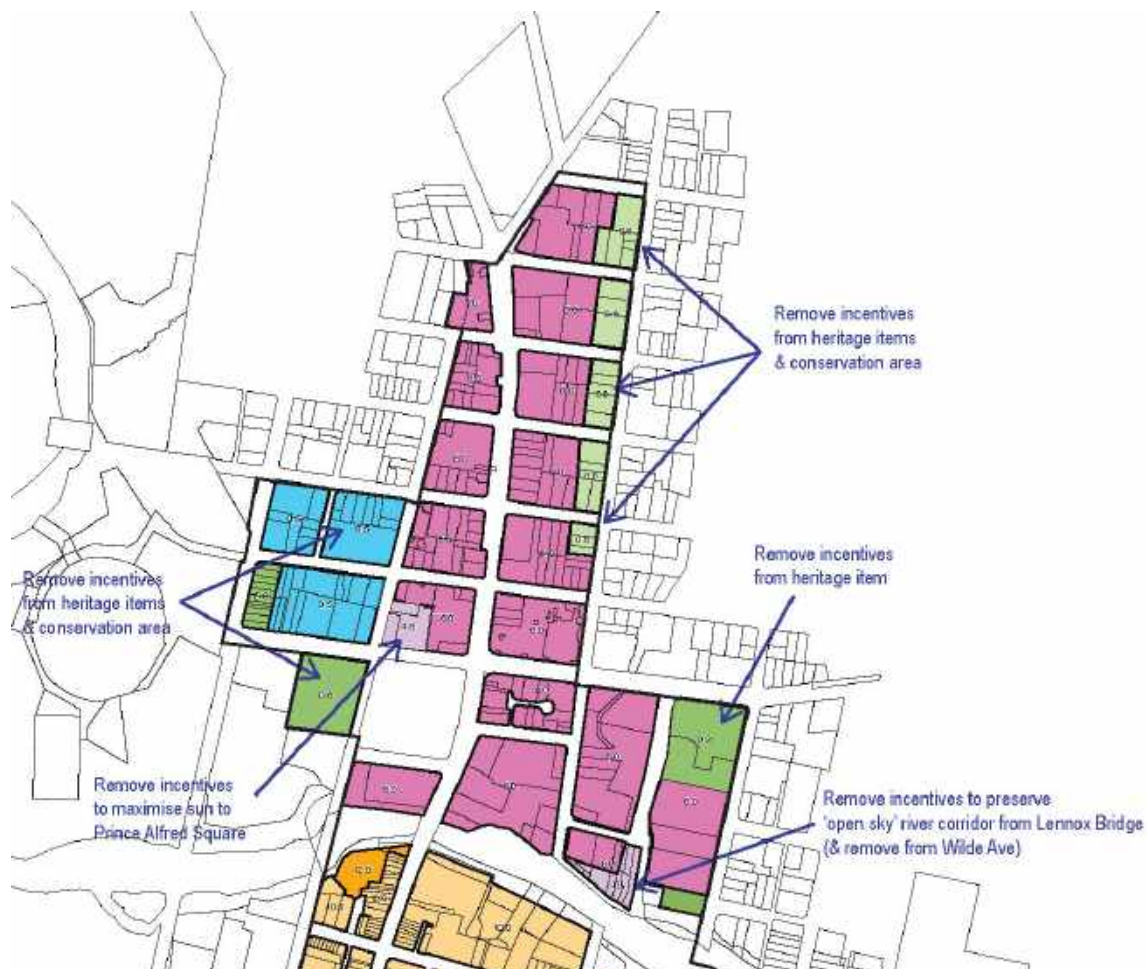 Remove incentives
from heritage items
& conservation area
Remove incentives
from heritage item
Remove incentives
from heritage items
& conservation area
Remove incentives
to maximise sun to
Prince Alfred Square
Remove incentives to preserve
'open sky' river corridor from Lennox Bridge
(& remove from Wilde Ave)